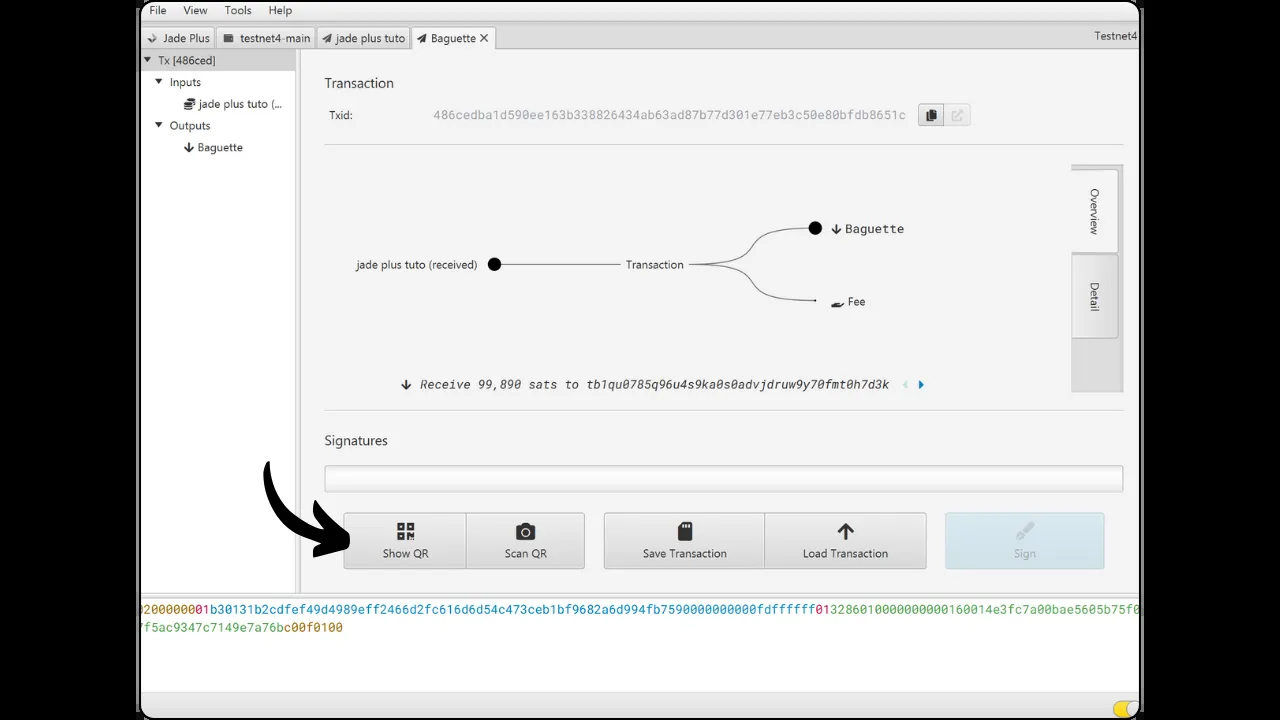 File View Tools Help
Jade Plus testnet4-main jade plus tuto Baguette Testnet4
Tx [486ced]
Inputs
jade plus tuto (...
Outputs
Baguette
Transaction
Txid: 486cedba1d590ee163b338826434ab63ad87b77d301e77eb3c50e80bfdb8651c
Overview
Detail
Baguette
jade plus tuto (received) Transaction
Fee
Receive 99,890 sats to tb1qu0785q96u4s9ka0s0advjdruw9y70fmt0h7d3k
Signatures
Show QR Scan QR Save Transaction Load Transaction Sign
0200000001b30131b2cdfef49d4989eff2466d2fc616d6d54c473ceb1bf9682a6d994fb7590000000000fdffffff013286010000000000160014e3fc7a00bae5605b75f0
7f5ac9347c7149e7a76bc00f0100